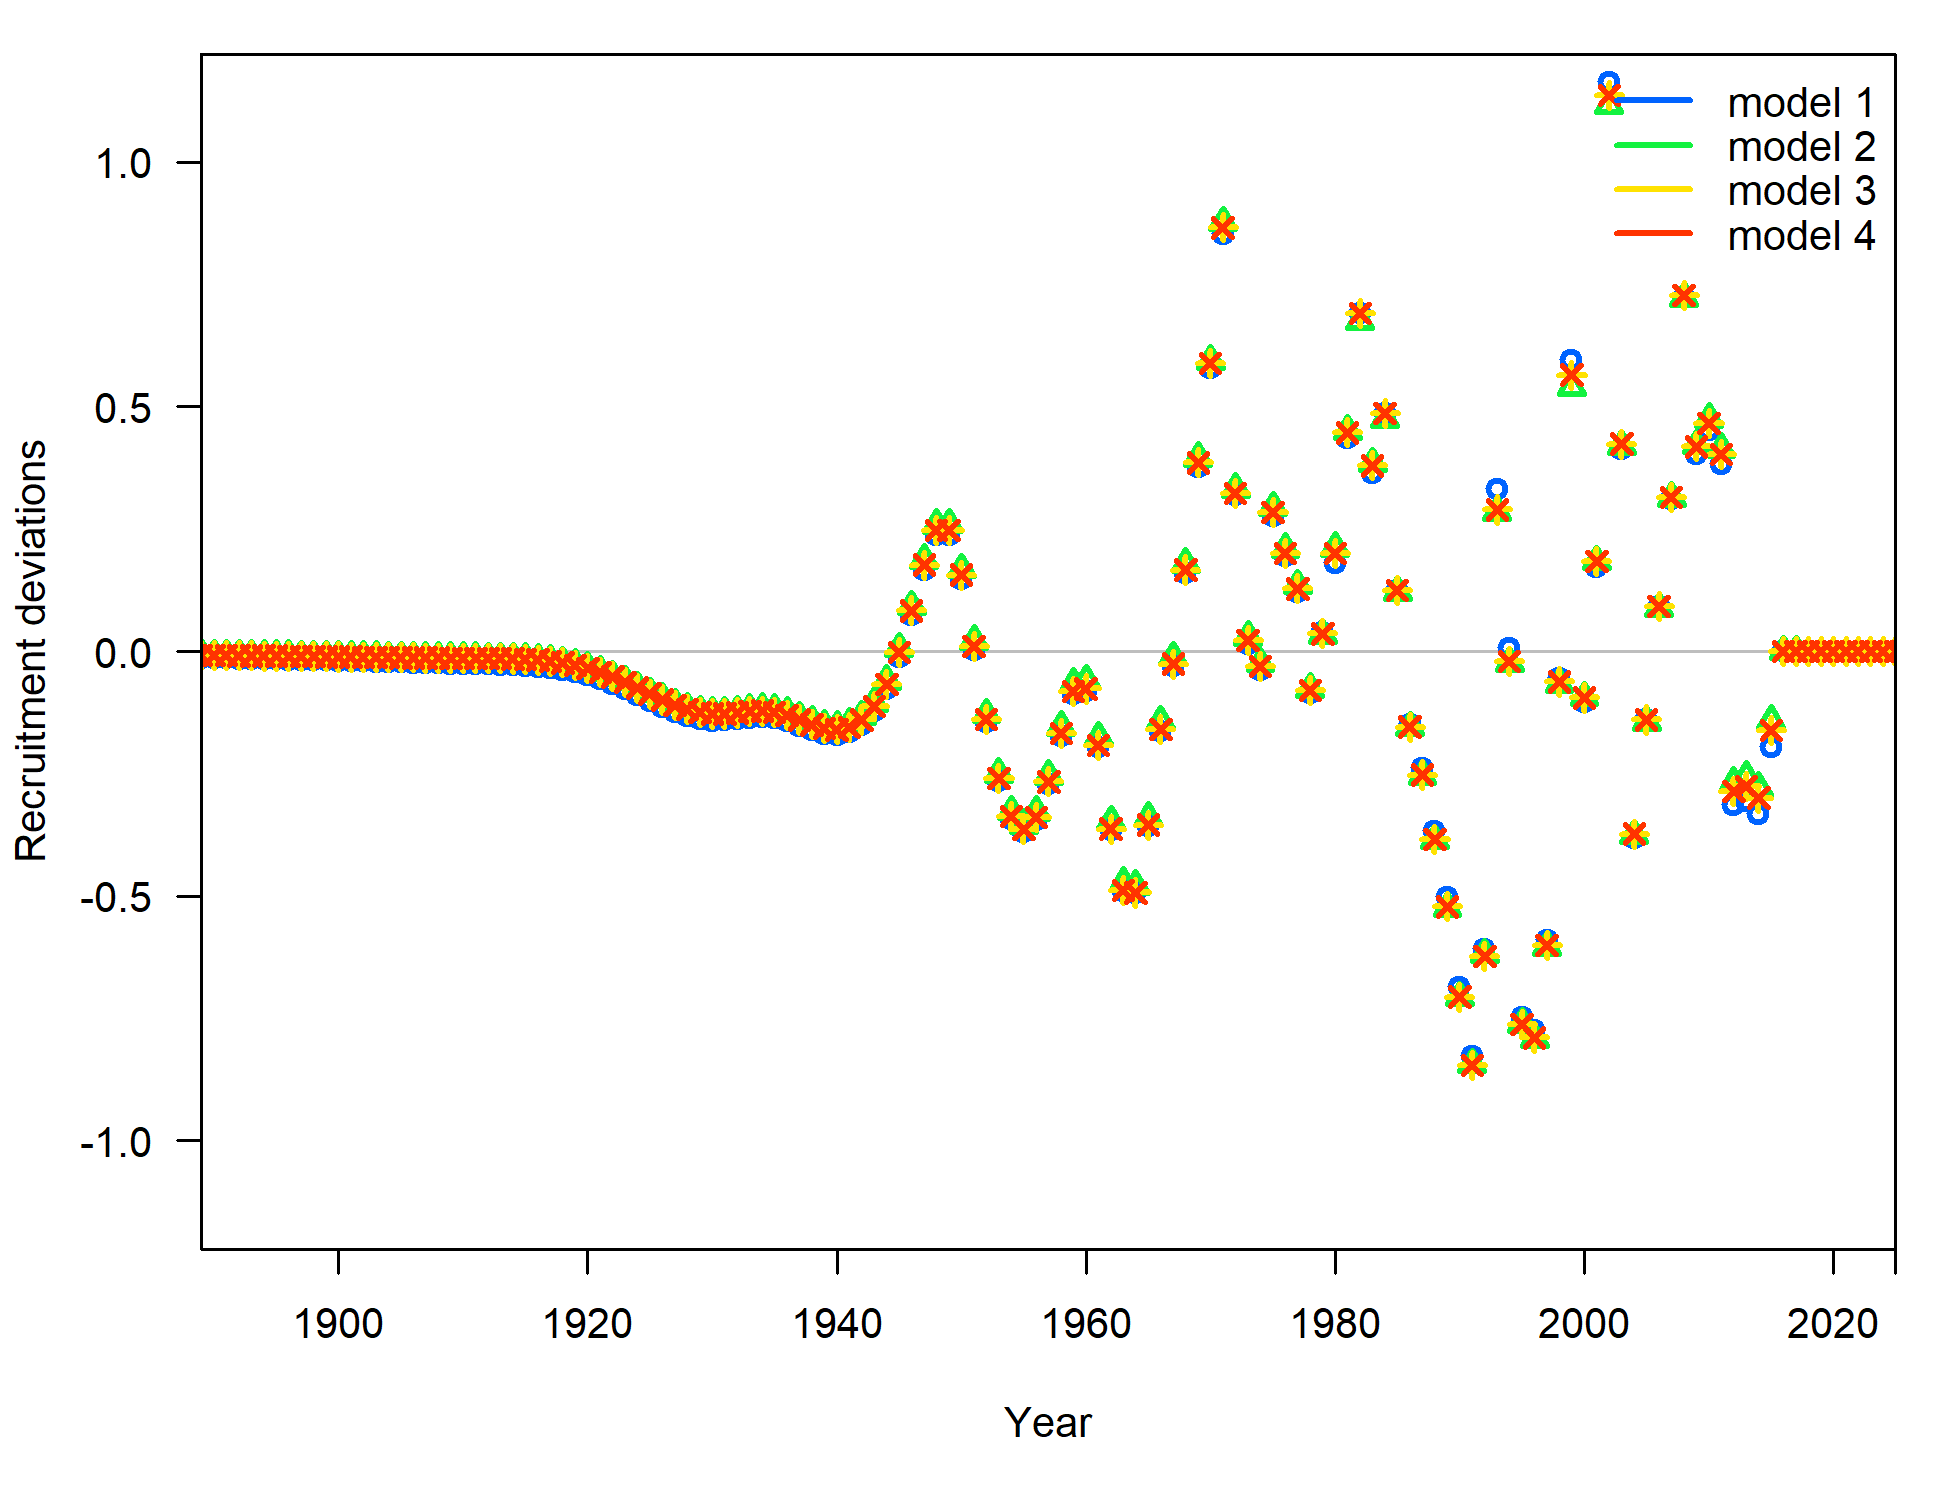 model 1
model 2
model 3
model 4
1.0
0.5
0.0
-0.5
-1.0
Recruitment deviations
1900 1920 1940 1960 1980 2000 2020
Year